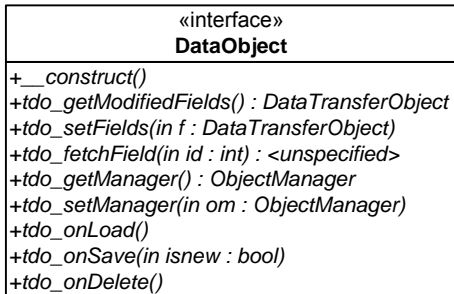 «interface»
DataObject
+__construct()
+tdo_getModifiedFields() : DataTransferObject
+tdo_setFields(in f : DataTransferObject)
+tdo_fetchField(in id : int) : <unspecified>
+tdo_getManager() : ObjectManager
+tdo_setManager(in om : ObjectManager)
+tdo_onLoad()
+tdo_onSave(in isnew : bool)
+tdo_onDelete()